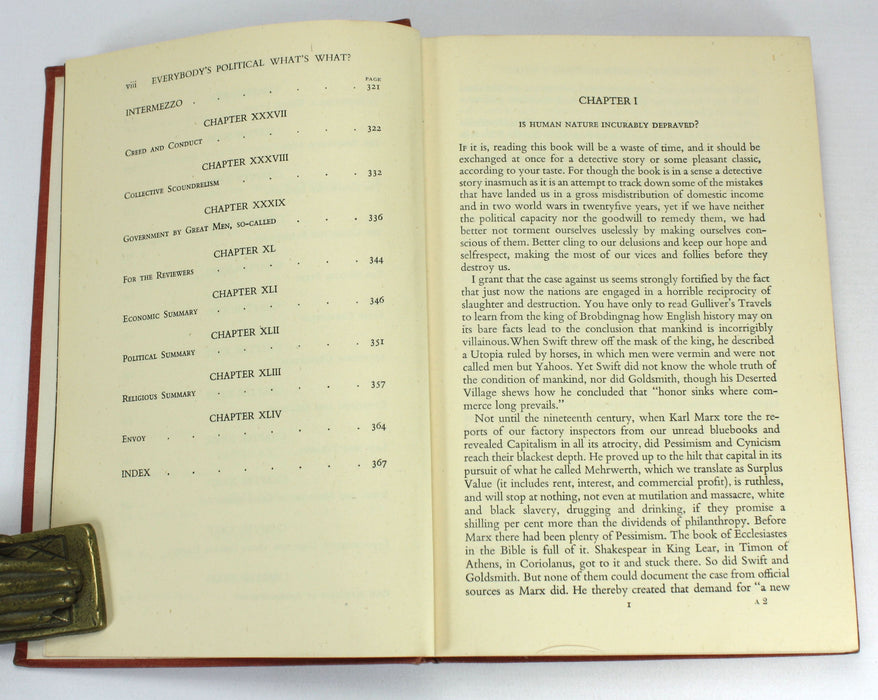 viii EVERYBODY'S POLITICAL WHAT'S WHAT?
PAGE
INTERMEZZO . . . . . . 321
CHAPTER XXXVII
CREED AND CONDUCT . . . . . 322
CHAPTER XXXVIII
COLLECTIVE SCOUNDRELISM . . . . . 332
CHAPTER XXXIX
GOVERNMENT BY GREAT MEN, SO-CALLED . . . 336
CHAPTER XL
FOR THE REVIEWERS . . . . . . 344
CHAPTER XLI
ECONOMIC SUMMARY . . . . . . 346
CHAPTER XLII
POLITICAL SUMMARY . . . . . . 351
CHAPTER XLIII
RELIGIOUS SUMMARY . . . . . . 357
CHAPTER XLIV
ENVOY . . . . . . . 364
INDEX . . . . . . . 367
CHAPTER I
IS HUMAN NATURE INCURABLY DEPRAVED?
IF it is, reading this book will be a waste of time, and it should be
exchanged at once for a detective story or some pleasant classic,
according to your taste. For though the book is in a sense a detective
story inasmuch as it is an attempt to track down some of the mistakes
that have landed us in a gross misdistribution of domestic income
and in two world wars in twentyfive years, yet if we have neither
the political capacity nor the goodwill to remedy them, we had
better not torment ourselves uselessly by making ourselves con-
scious of them. Better cling to our delusions and keep our hope and
selfrespect, making the most of our vices and follies before they
destroy us.
I grant that the case against us seems strongly fortified by the fact
that just now the nations are engaged in a horrible reciprocity of
slaughter and destruction. You have only to read Gulliver's Travels
to learn from the king of Brobdingnag how English history may on
its bare facts lead to the conclusion that mankind is incorrigibly
villainous. When Swift threw off the mask of the king, he described
a Utopia ruled by horses, in which men were vermin and were not
called men but Yahoos. Yet Swift did not know the whole truth of
the condition of mankind, nor did Goldsmith, though his Deserted
Village shews how he concluded that "honor sinks where com-
merce long prevails."
Not until the nineteenth century, when Karl Marx tore the re-
ports of our factory inspectors from our unread bluebooks and
revealed Capitalism in all its atrocity, did Pessimism and Cynicism
reach their blackest depth. He proved up to the hilt that capital in its
pursuit of what he called Mehrwerth, which we translate as Surplus
Value (it includes rent, interest, and commercial profit), is ruthless,
and will stop at nothing, not even at mutilation and massacre, white
and black slavery, drugging and drinking, if they promise a
shilling per cent more than the dividends of philanthropy. Before
Marx there had been plenty of Pessimism. The book of Ecclesiastes
in the Bible is full of it. Shakespear in King Lear, in Timon of
Athens, in Coriolanus, got to it and stuck there. So did Swift and
Goldsmith. But none of them could document the case from official
sources as Marx did. He thereby created that demand for "a new
1 A 2